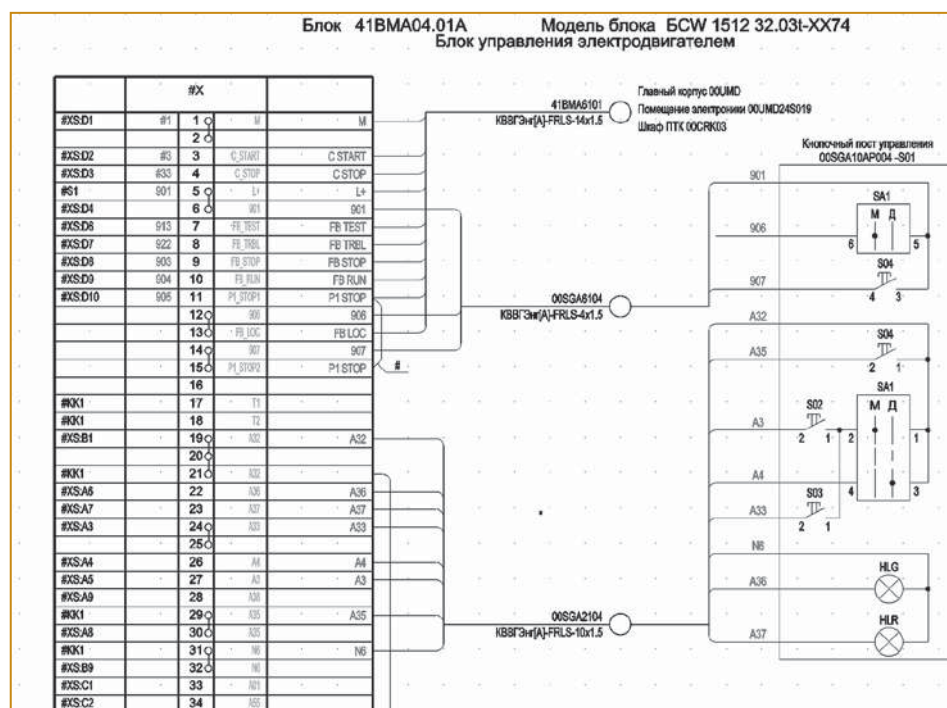 Блок 41BMA04.01A Модель блока БСW 1512 32.03t-XX74
Блок управления электродвигателем
#X
#XS:D1 #1 1 M M
2
#XS:D2 #3 3 C_START C START
#XS:D3 #33 4 C_STOP C STOP
#S1 901 5 L+ L+
#XS:D4 6 901 901
#XS:D6 913 7 FB_TEST FB TEST
#XS:D7 922 8 FB_TRBL FB TRBL
#XS:D8 903 9 FB_STOP FB STOP
#XS:D9 904 10 FB_RUN FB RUN
#XS:D10 905 11 P1_STOP1 P1 STOP
12 906 906
13 FB_LOC FB LOC
14 907 907
15 P1_STOP2 P1 STOP
#
16
#KK1 17 T1
#KK1 18 T2
#XS:B1 19 A32 A32
20
#KK1 21 A32
#XS:A6 22 A36 A36
#XS:A7 23 A37 A37
#XS:A3 24 A33 A33
25
#XS:A4 26 A4 A4
#XS:A5 27 A3 A3
#XS:A9 28 A38
#KK1 29 A35 A35
#XS:A8 30 A35
#KK1 31 N6 N6
#XS:B9 32 N6
#XS:C1 33 A01
#XS:C2 34 A55
41BMA6101
КВВГЭнг[A]-FRLS-14x1.5
Главный корпус 00UMD
Помещение электроники 00UMD24S019
Шкаф ПТК 00CRK03
00SGA6104
КВВГЭнг[A]-FRLS-4x1.5
00SGA2104
КВВГЭнг[A]-FRLS-10x1.5
Кнопочный пост управления
00SGA10AP004 -S01
901
SA1
М Д
906
6 5
S04
907
4 3
A32
S04
A35
2 1
SA1
М Д
S02
A3
2 1 2 1
A4
4 3
S03
A33
2 1
N6
HLG
A36
HLR
A37